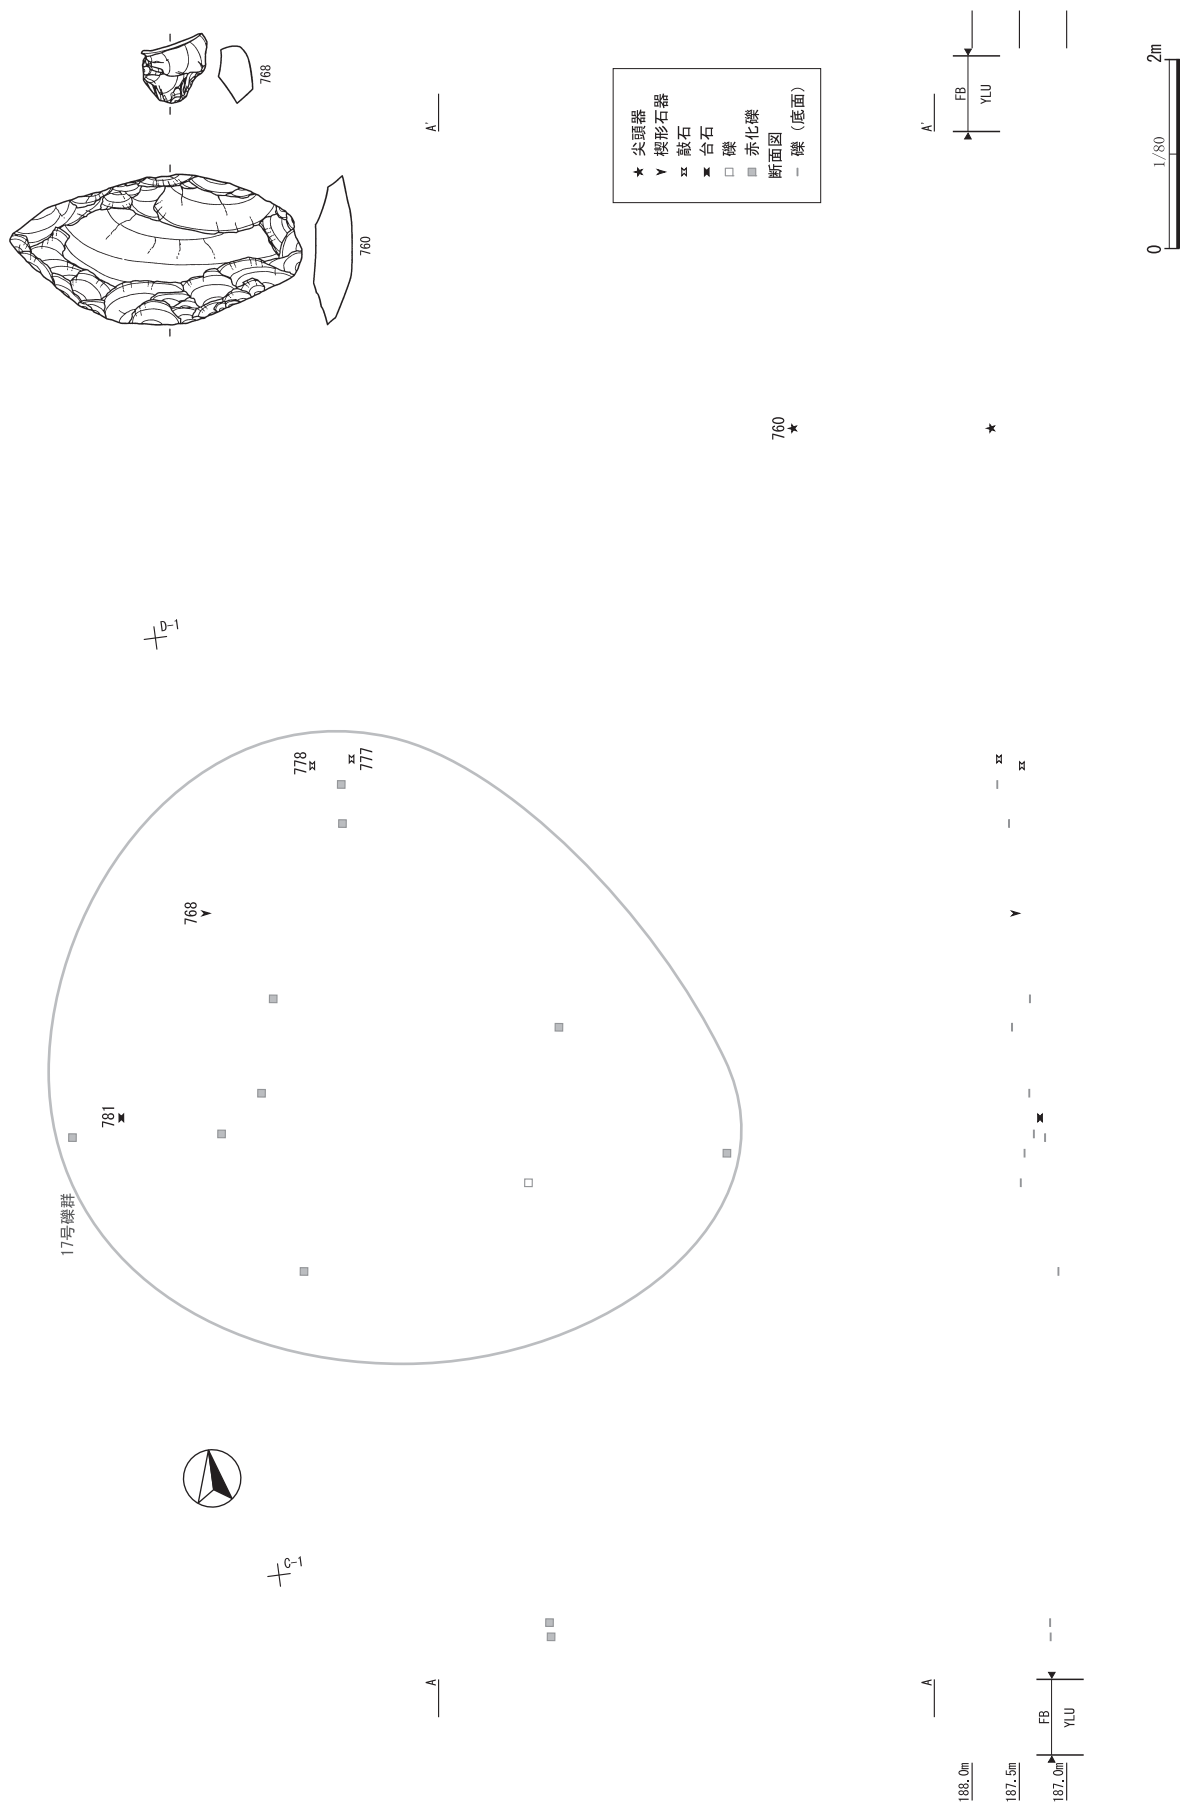 768
760
A'
A'
FB
YLU
尖頭器
楔形石器
敲石
台石
礫
赤化礫
断面図
礫（底面）
0
1/80
2m
760
D-1
778
777
768
781
17号礫群
C-1
A
A
FB
YLU
188.0m
187.5m
187.0m